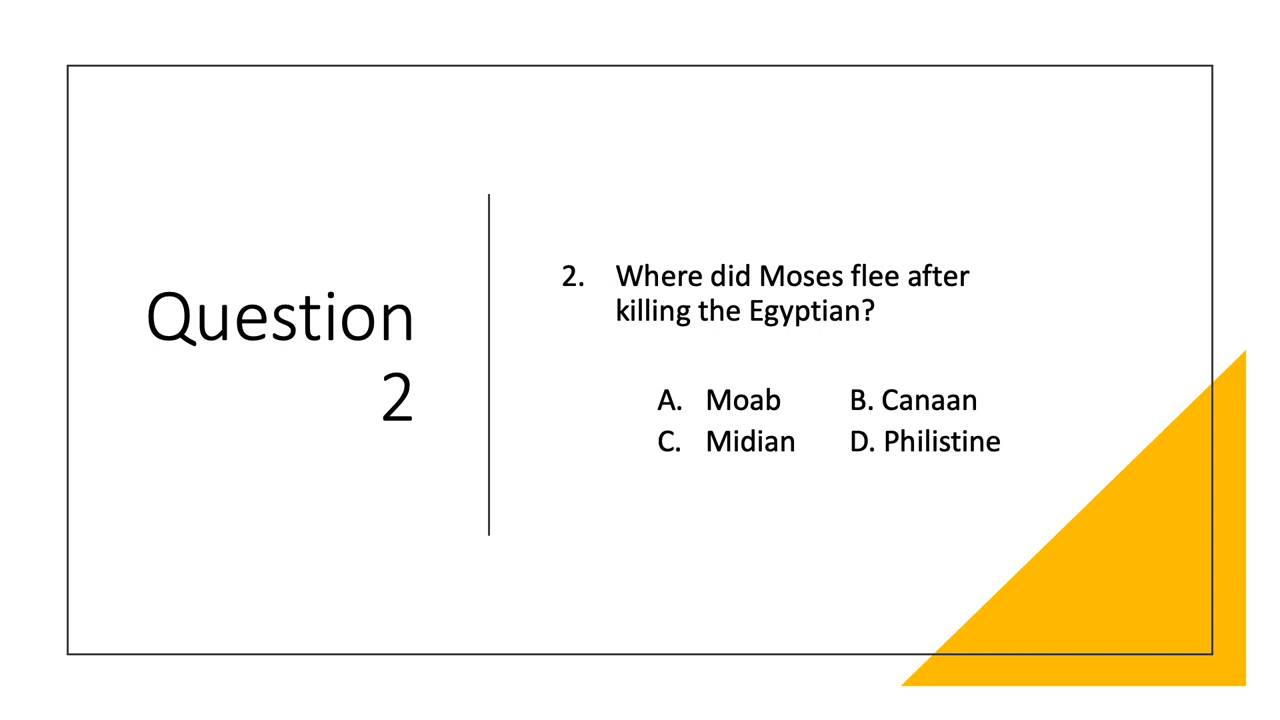 Question
2
2. Where did Moses flee after
killing the Egyptian?
A. Moab B. Canaan
C. Midian D. Philistine